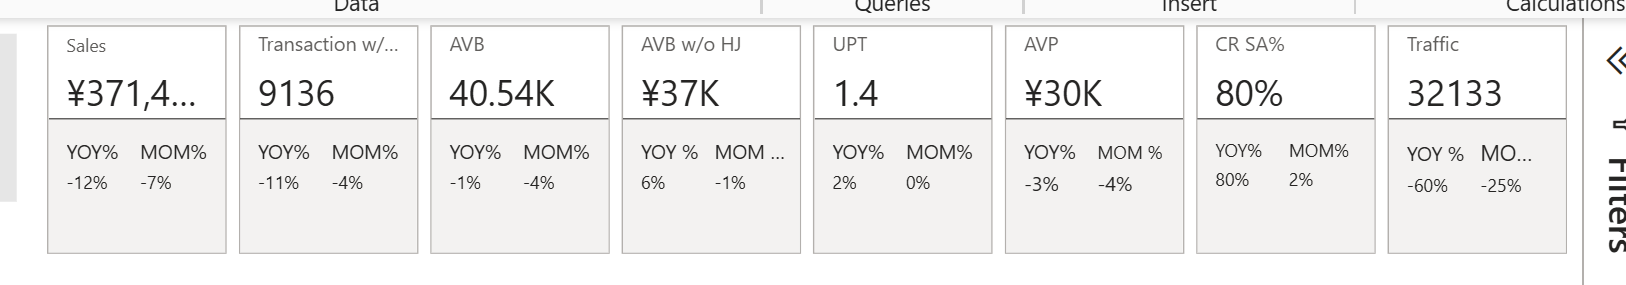 Data
Queries
Insert
Calculations
Sales
¥371,4...
YOY% MOM%
-12% -7%
Transaction w/...
9136
YOY% MOM%
-11% -4%
AVB
40.54K
YOY% MOM%
-1% -4%
AVB w/o HJ
¥37K
YOY % MOM ...
6% -1%
UPT
1.4
YOY% MOM%
2% 0%
AVP
¥30K
YOY% MOM %
-3% -4%
CR SA%
80%
YOY% MOM%
80% 2%
Traffic
32133
YOY % MO...
-60% -25%
Filters